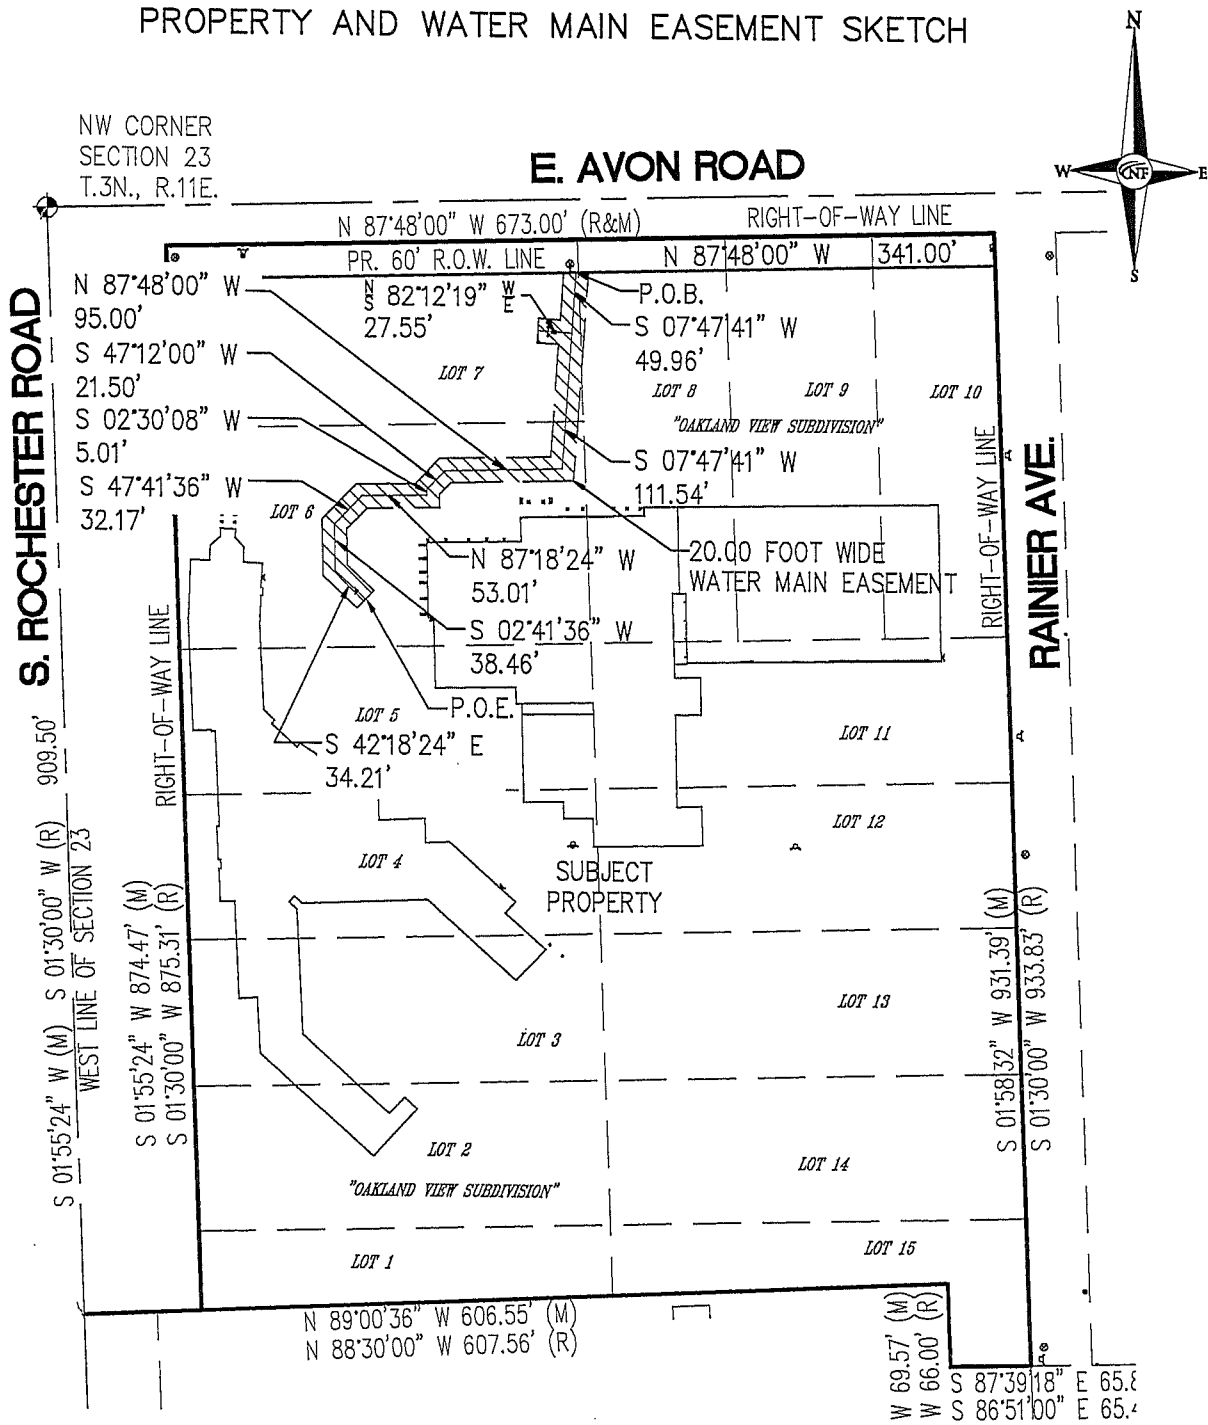 PROPERTY AND WATER MAIN EASEMENT SKETCH
N
W
E
S
NF
NW CORNER
SECTION 23
T.3N., R.11E.
E. AVON ROAD
N 87°48'00" W 673.00' (R&M)
RIGHT-OF-WAY LINE
PR. 60' R.O.W. LINE
N 87°48'00" W 341.00'
N 87°48'00" W
95.00'
S 47°12'00" W
21.50'
S 02°30'08" W
5.01'
S 47°41'36" W
32.17'
N
S 82°12'19" W
E
27.55'
P.O.B.
S 07°47'41" W
49.96'
LOT 7
LOT 8
LOT 9
LOT 10
"OAKLAND VIEW SUBDIVISION"
S 07°47'41" W
111.54'
LOT 6
20.00 FOOT WIDE
WATER MAIN EASEMENT
N 87°18'24" W
53.01'
S 02°41'36" W
38.46'
P.O.E.
LOT 5
S 42°18'24" E
34.21'
S. ROCHESTER ROAD
RIGHT-OF-WAY LINE
RIGHT-OF-WAY LINE
RAINIER AVE.
LOT 11
LOT 12
LOT 4
SUBJECT
PROPERTY
S 01°55'24" W (M) S 01°30'00" W (R) 909.50'
WEST LINE OF SECTION 23
S 01°55'24" W 874.47' (M)
S 01°30'00" W 875.31' (R)
S 01°58'32" W 931.39' (M)
S 01°30'00" W 933.83' (R)
LOT 13
LOT 3
LOT 2
LOT 14
"OAKLAND VIEW SUBDIVISION"
LOT 1
LOT 15
N 89°00'36" W 606.55' (M)
N 88°30'00" W 607.56' (R)
W 69.57' (M)
W 66.00' (R)
S 87°39'18" E 65.8
S 86°51'00" E 65.4